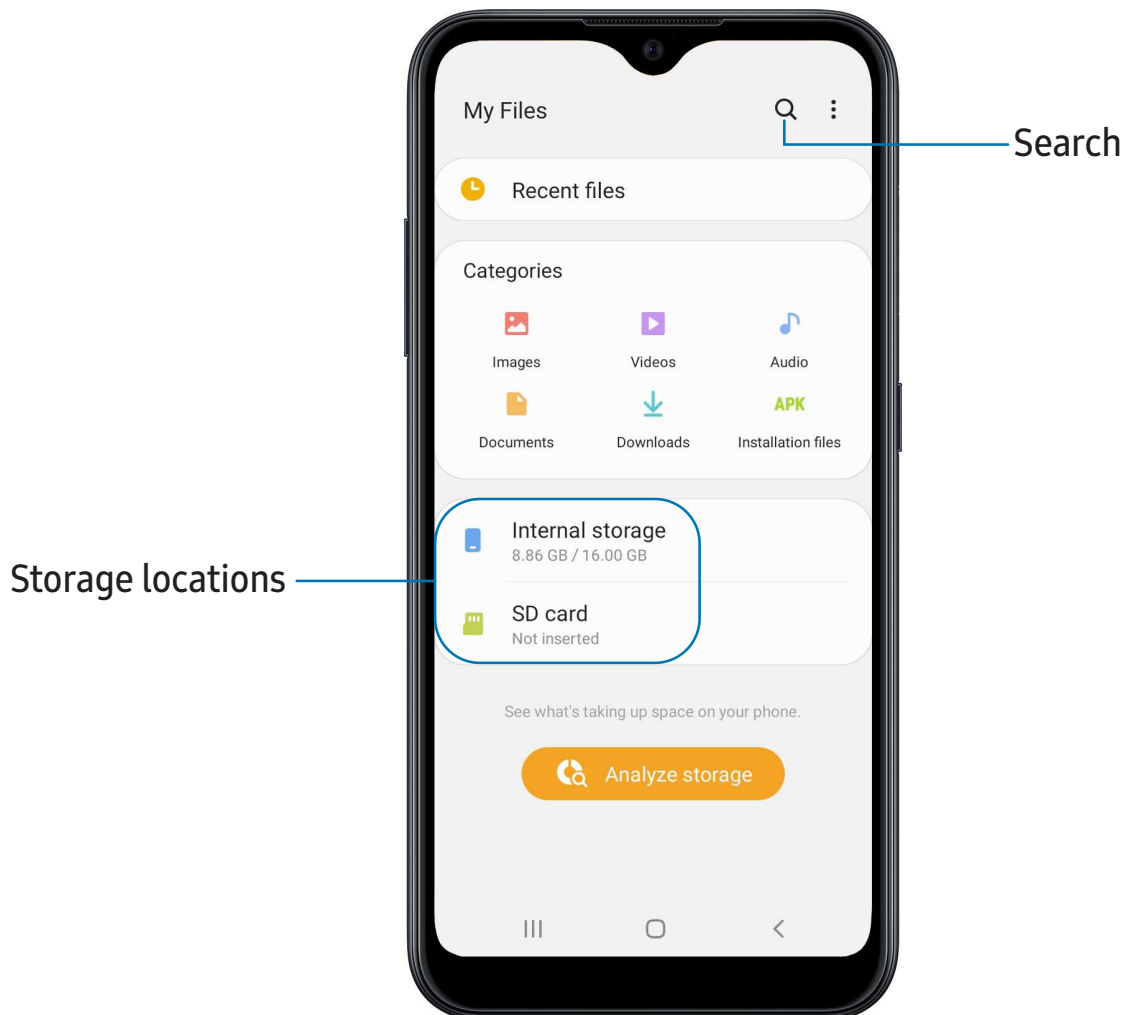 My Files
Search
Recent files
Categories
Images Videos Audio
APK
Documents Downloads Installation files
Internal storage
8.86 GB / 16.00 GB
Storage locations
SD card
Not inserted
See what's taking up space on your phone.
Analyze storage